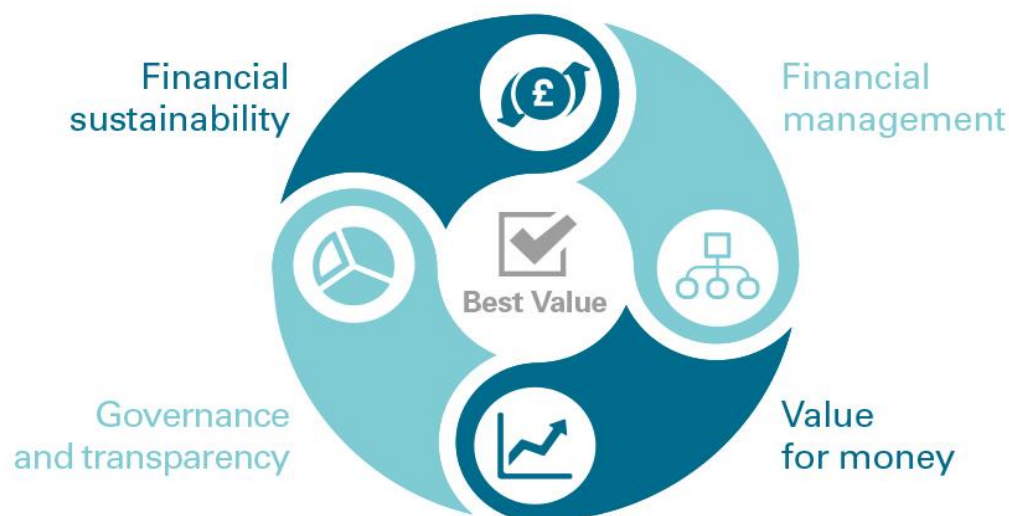 Financial
sustainability
Financial
management
£
Best Value
Governance
and transparency
Value
for money